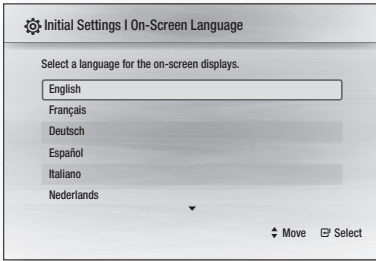 Initial Settings I On-Screen Language
Select a language for the on-screen displays.
English
Français
Deutsch
Español
Italiano
Nederlands
Move Select